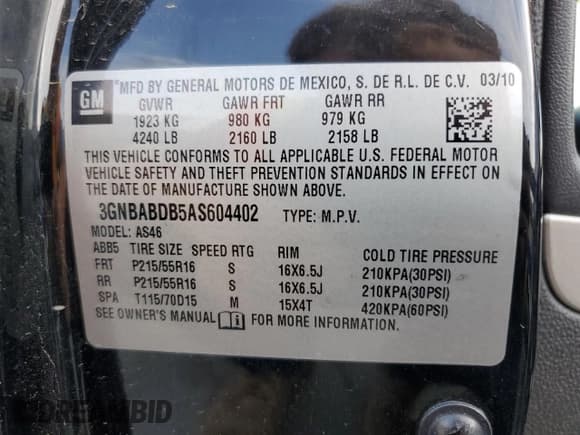 GM
*MFD BY GENERAL MOTORS DE MEXICO, S. DE R.L. DE C.V. 03/10
GVWR GAWR FRT GAWR RR
1923 KG 980 KG 979 KG
4240 LB 2160 LB 2158 LB
THIS VEHICLE CONFORMS TO ALL APPLICABLE U.S. FEDERAL MOTOR
VEHICLE SAFETY AND THEFT PREVENTION STANDARDS IN EFFECT ON
THE DATE OF MANUFACTURE SHOWN ABOVE.
3GNBABDB5AS604402 TYPE: M.P.V.
MODEL: AS46
ABB5 TIRE SIZE SPEED RTG RIM COLD TIRE PRESSURE
FRT P215/55R16 S 16X6.5J 210KPA(30PSI)
RR P215/55R16 S 16X6.5J 210KPA(30PSI)
SPA T115/70D15 M 15X4T 420KPA(60PSI)
SEE OWNER'S MANUAL FOR MORE INFORMATION.
DREAMBID